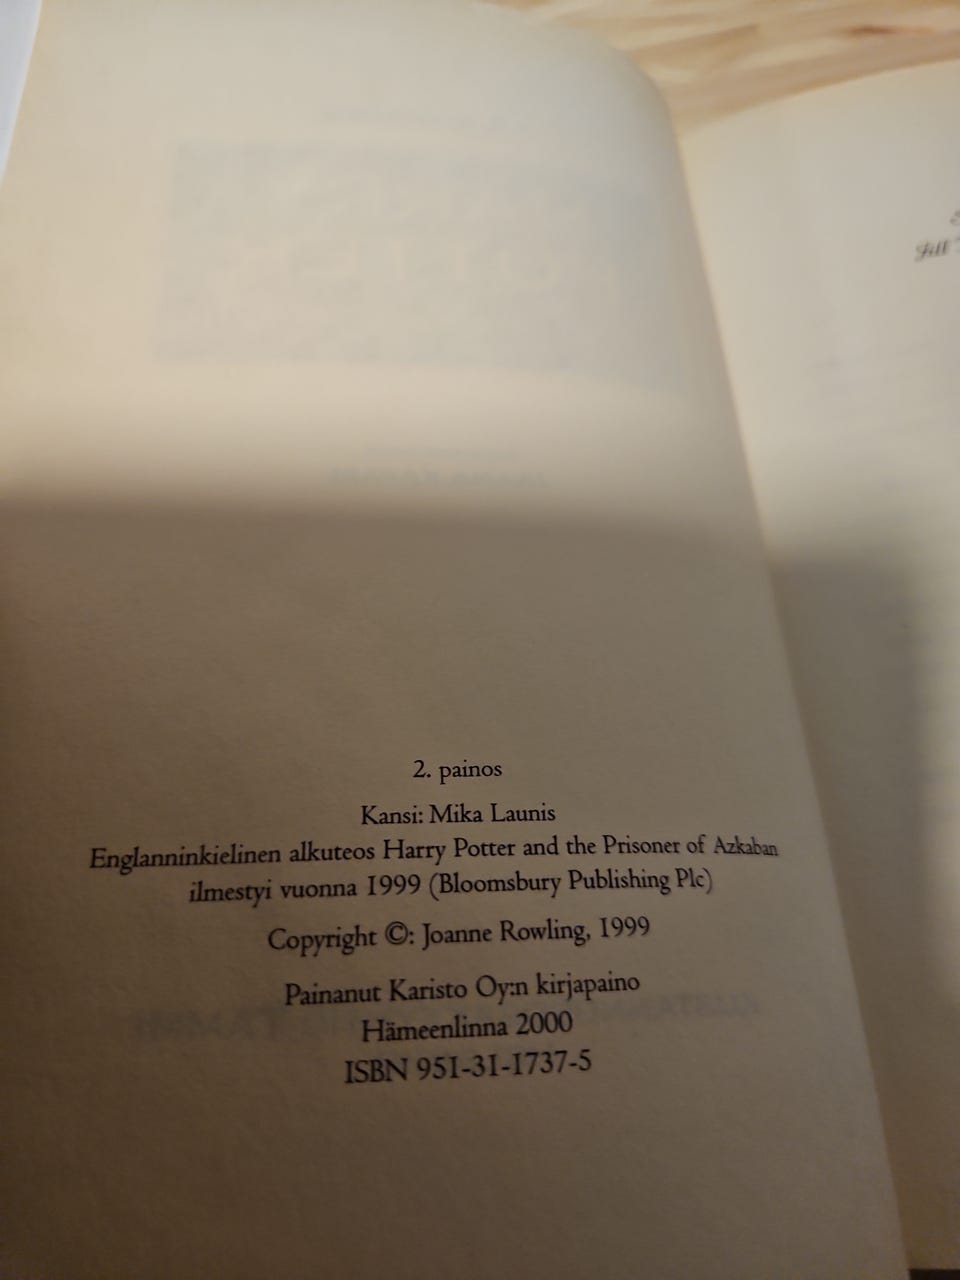 2. painos
Kansi: Mika Launis
Englanninkielinen alkuteos Harry Potter and the Prisoner of Azkaban
ilmestyi vuonna 1999 (Bloomsbury Publishing Plc)
Copyright ©: Joanne Rowling, 1999
Painanut Karisto Oy:n kirjapaino
Hämeenlinna 2000
ISBN 951-31-1737-5
Jill